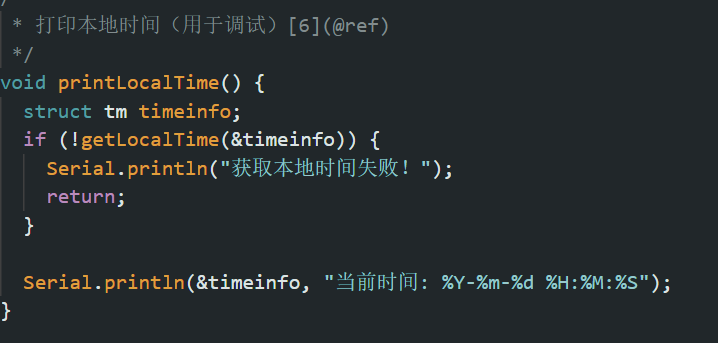 /
 * 打印本地时间（用于调试）[6](@ref)
 */
void printLocalTime() {
  struct tm timeinfo;
  if (!getLocalTime(&timeinfo)) {
    Serial.println("获取本地时间失败！");
    return;
  }

  Serial.println(&timeinfo, "当前时间: %Y-%m-%d %H:%M:%S");
}